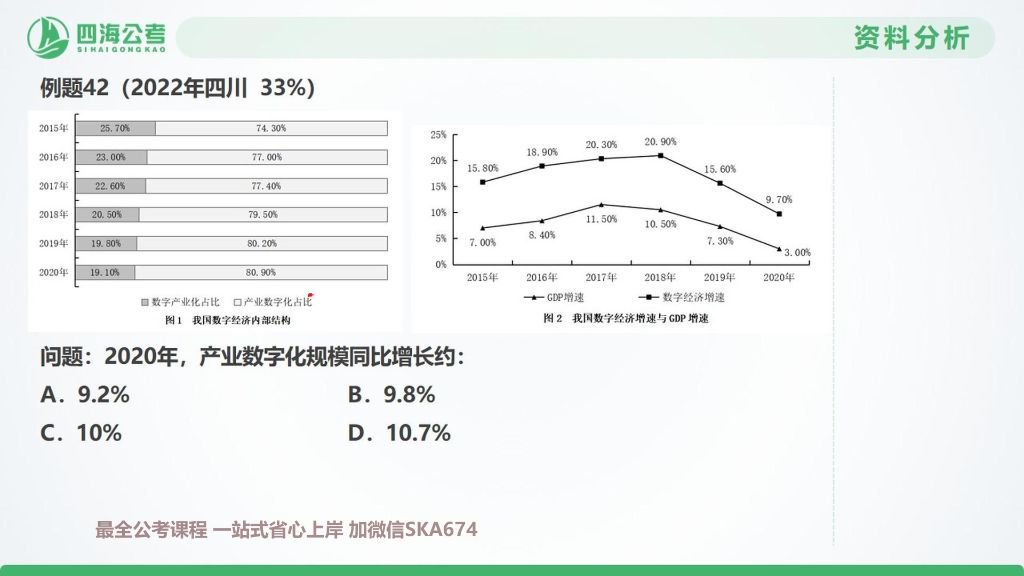 四海公考
SIHAIGONGKAO
资料分析
例题42（2022年四川 33%）
2015年 25.70% 74.30%
2016年 23.00% 77.00%
2017年 22.60% 77.40%
2018年 20.50% 79.50%
2019年 19.80% 80.20%
2020年 19.10% 80.90%
数字产业化占比 产业数字化占比
图1 我国数字经济内部结构
25%
20%
15%
10%
5%
0%
15.80% 18.90% 20.30% 20.90% 15.60% 9.70%
7.00% 8.40% 11.50% 10.50% 7.30% 3.00%
2015年 2016年 2017年 2018年 2019年 2020年
GDP增速 数字经济增速
图2 我国数字经济增速与GDP增速
问题：2020年，产业数字化规模同比增长约：
A．9.2% B．9.8%
C．10% D．10.7%
最全公考课程 一站式省心上岸 加微信SKA674